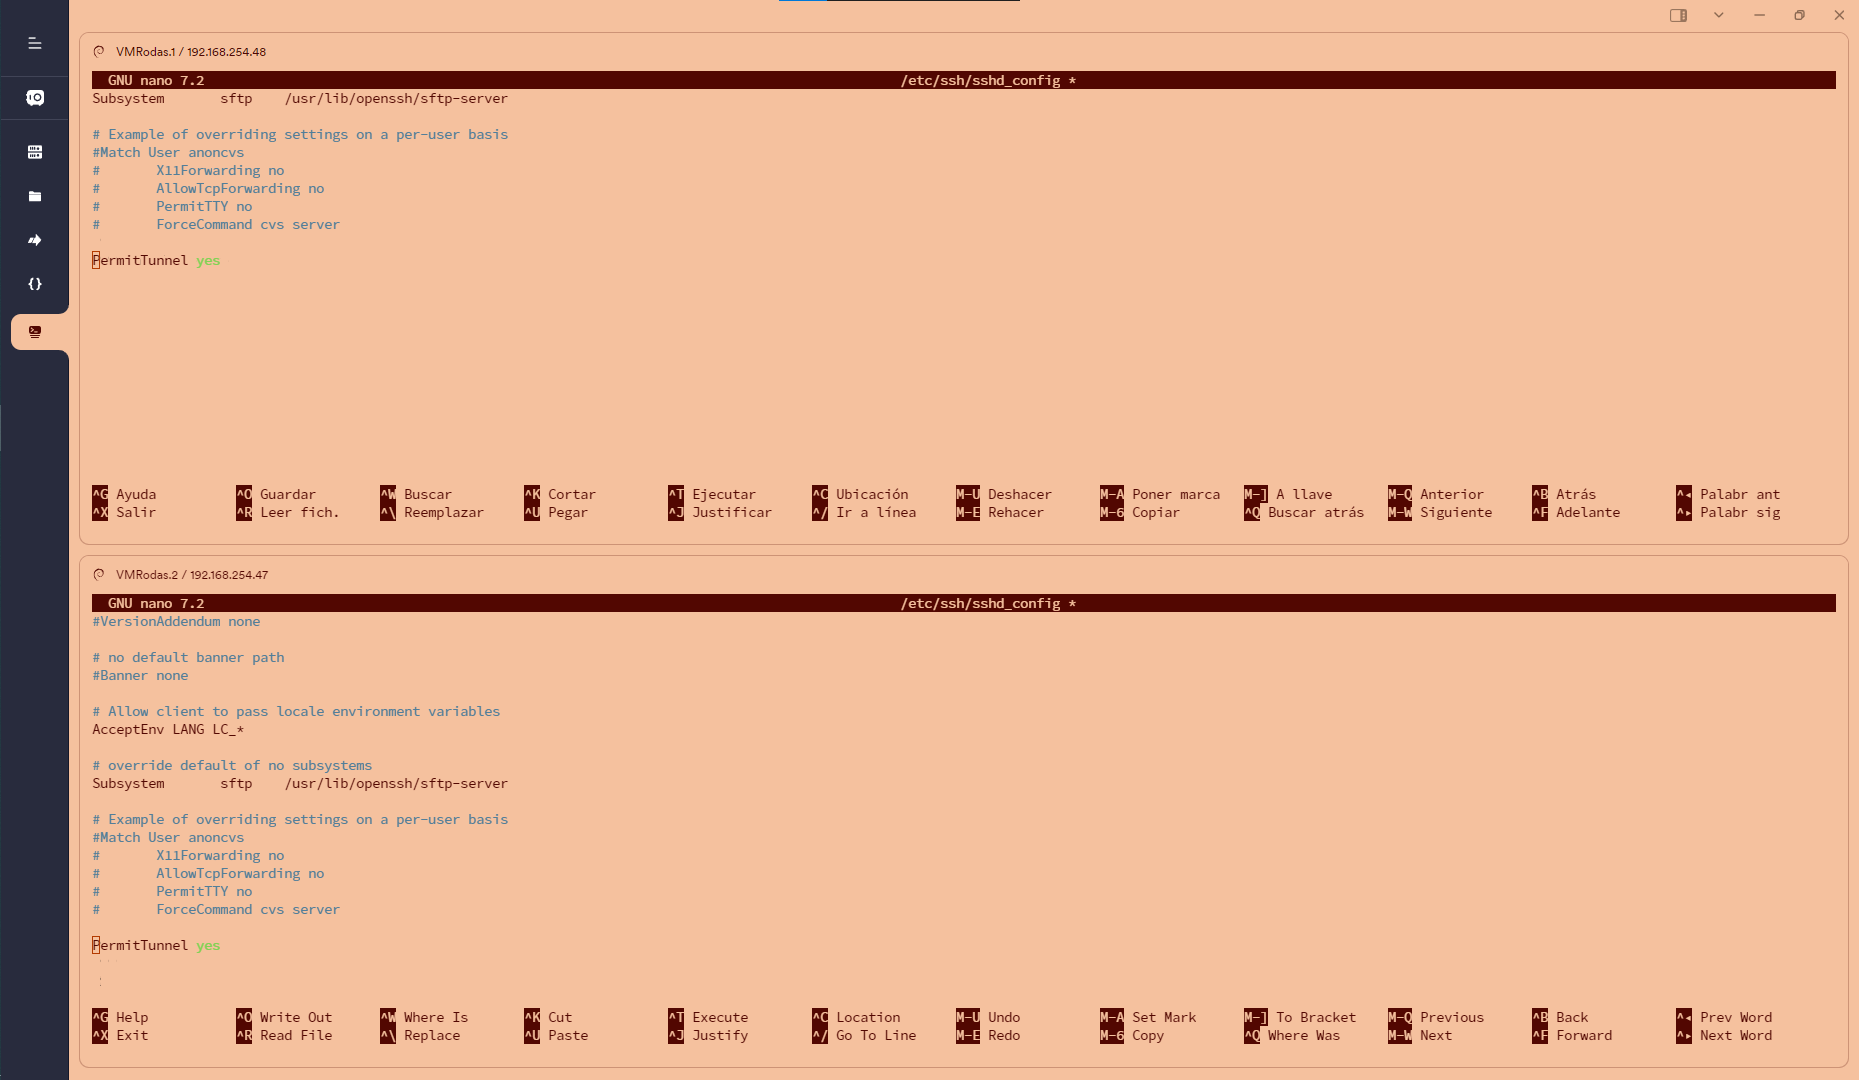 VMRodas.1 / 192.168.254.48
GNU nano 7.2 /etc/ssh/sshd_config *
Subsystem sftp /usr/lib/openssh/sftp-server
# Example of overriding settings on a per-user basis
#Match User anoncvs
# X11Forwarding no
# AllowTcpForwarding no
# PermitTTY no
# ForceCommand cvs server
PermitTunnel yes
^G Ayuda ^O Guardar ^W Buscar ^K Cortar ^T Ejecutar ^C Ubicación M-U Deshacer M-A Poner marca M-] A llave M-Q Anterior ^B Atrás ^◂ Palabr ant
^X Salir ^R Leer fich. ^\ Reemplazar ^U Pegar ^J Justificar ^/ Ir a línea M-E Rehacer M-6 Copiar ^Q Buscar atrás M-W Siguiente ^F Adelante ^▸ Palabr sig
VMRodas.2 / 192.168.254.47
GNU nano 7.2 /etc/ssh/sshd_config *
#VersionAddendum none
# no default banner path
#Banner none
# Allow client to pass locale environment variables
AcceptEnv LANG LC_*
# override default of no subsystems
Subsystem sftp /usr/lib/openssh/sftp-server
# Example of overriding settings on a per-user basis
#Match User anoncvs
# X11Forwarding no
# AllowTcpForwarding no
# PermitTTY no
# ForceCommand cvs server
PermitTunnel yes
^G Help ^O Write Out ^W Where Is ^K Cut ^T Execute ^C Location M-U Undo M-A Set Mark M-] To Bracket M-Q Previous ^B Back ^◂ Prev Word
^X Exit ^R Read File ^\ Replace ^U Paste ^J Justify ^/ Go To Line M-E Redo M-6 Copy ^Q Where Was M-W Next ^F Forward ^▸ Next Word